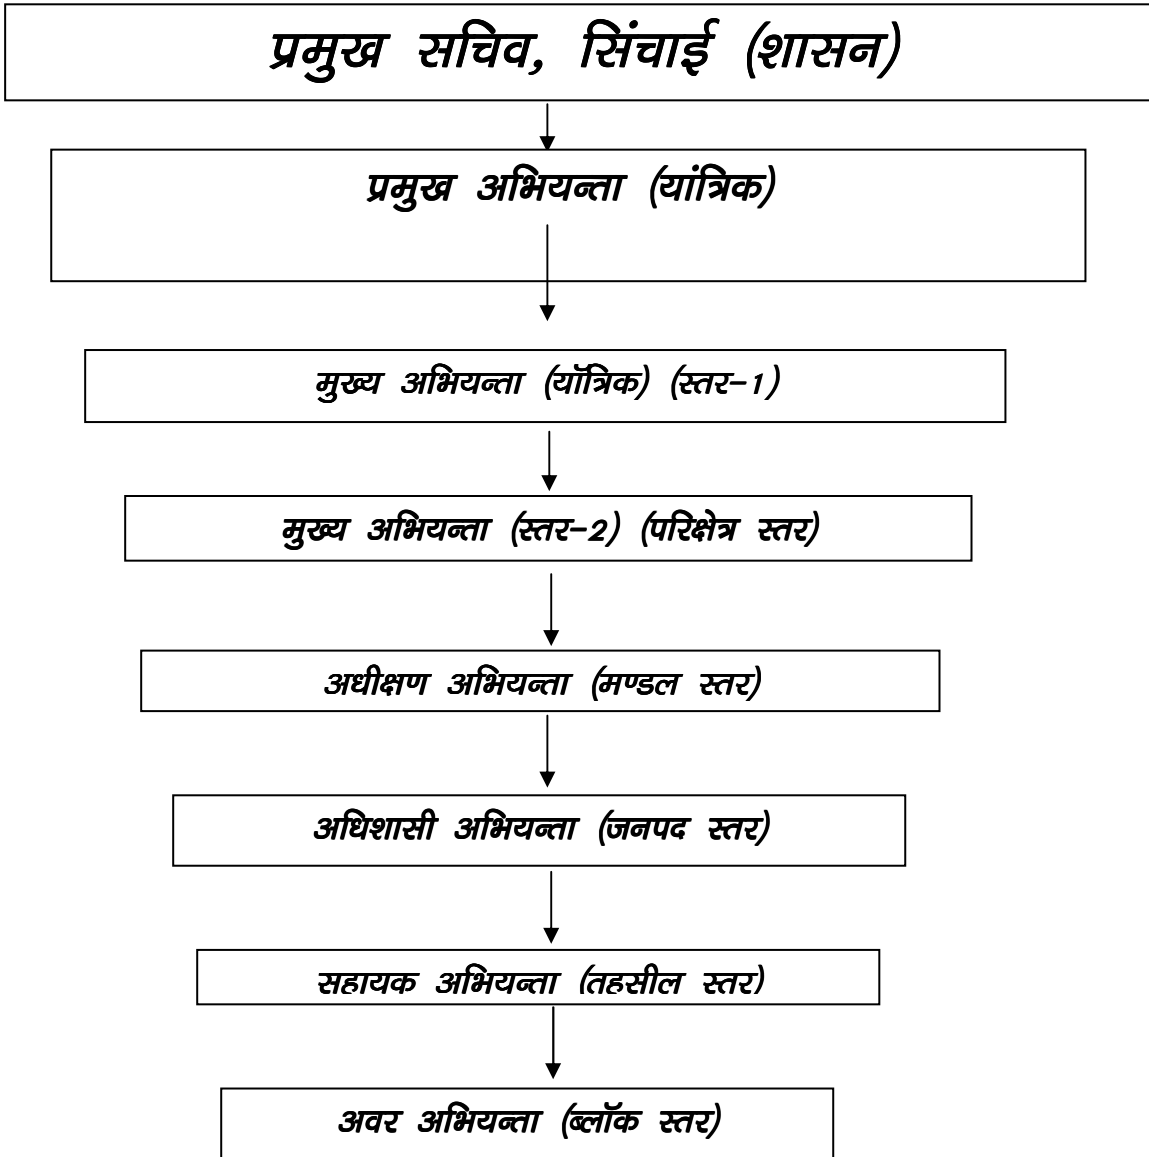 प्रमुख सचिव, सिंचाई (शासन)
प्रमुख अभियन्ता (यांत्रिक)
मुख्य अभियन्ता (यॉत्रिक) (स्तर-1)
मुख्य अभियन्ता (स्तर-2) (परिक्षेत्र स्तर)
अधीक्षण अभियन्ता (मण्डल स्तर)
अधिशासी अभियन्ता (जनपद स्तर)
सहायक अभियन्ता (तहसील स्तर)
अवर अभियन्ता (ब्लॉक स्तर)